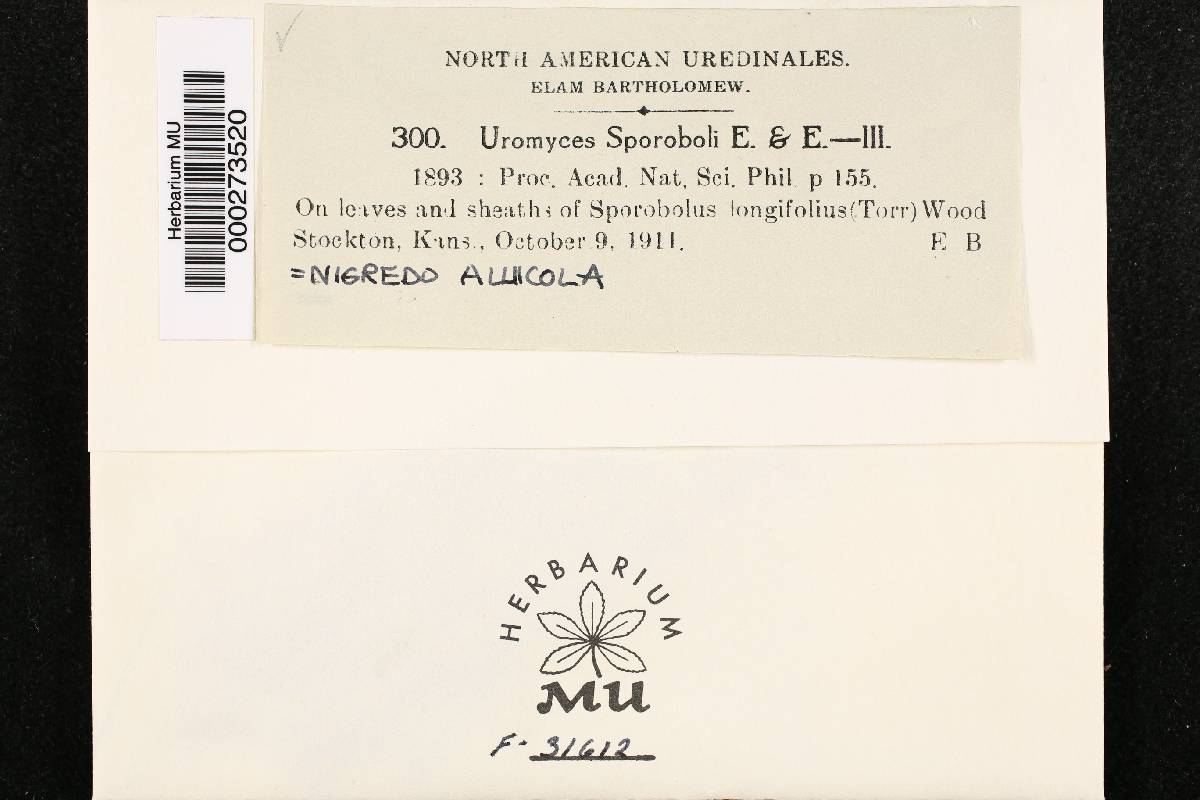 NORTH AMERICAN UREDINALES.
ELAM BARTHOLOMEW.
300. Uromyces Sporoboli E. & E.—III.
1893 : Proc. Acad. Nat. Sci. Phil p 155.
On leaves and sheaths of Sporobolus longifolius (Torr) Wood
Stockton, Kans., October 9, 1911. E B
=NIGREDO ALLIICOLA
Herbarium MU
000273520
HERBARIUM
MU
F- 31612